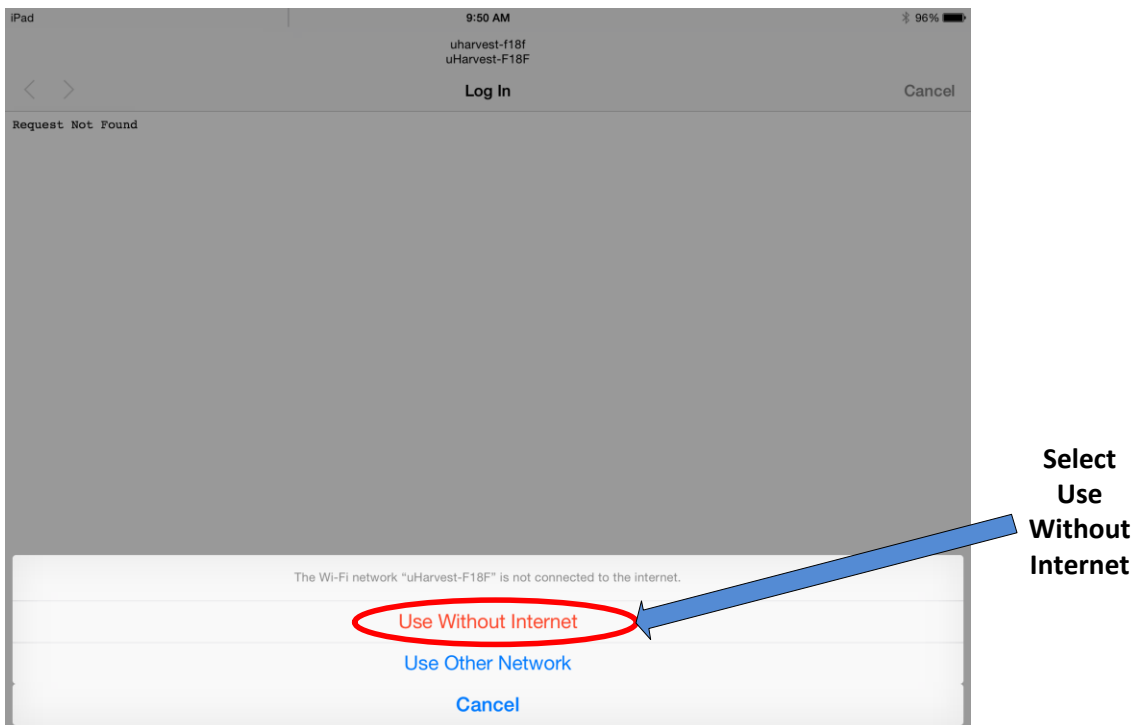 iPad 9:50 AM 96%
uharvest-f18f
uHarvest-F18F
Log In Cancel
Request Not Found
Select
Use
Without
Internet
The Wi-Fi network “uHarvest-F18F” is not connected to the internet.
Use Without Internet
Use Other Network
Cancel